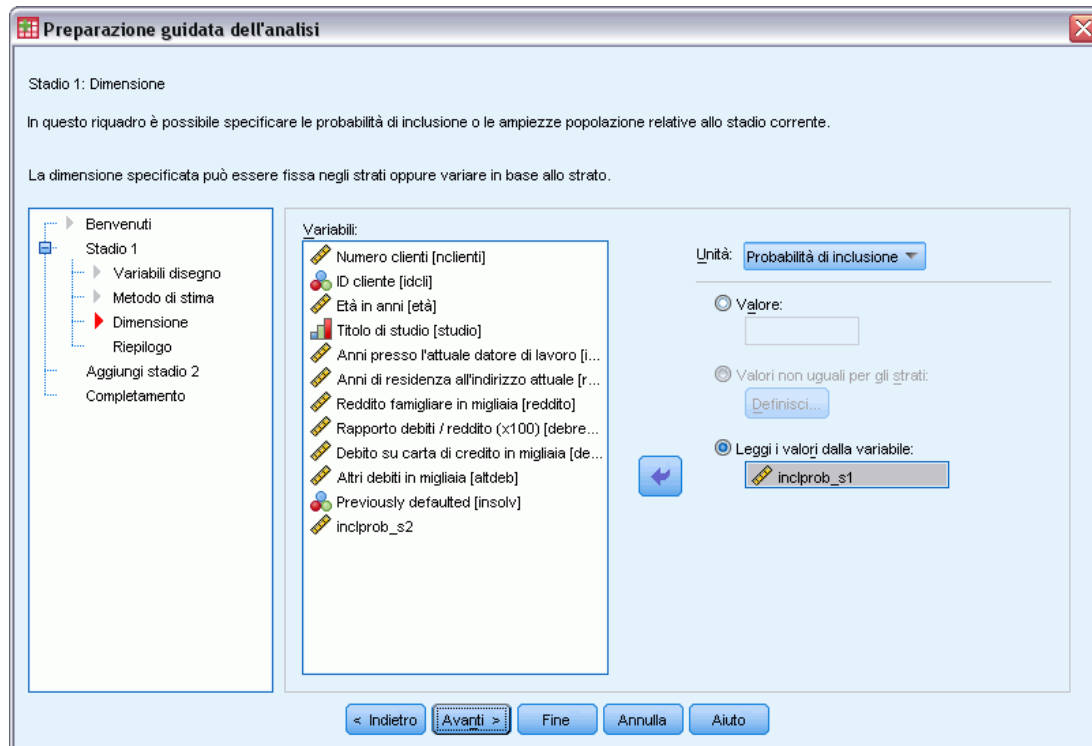 Preparazione guidata dell'analisi
Stadio 1: Dimensione
In questo riquadro è possibile specificare le probabilità di inclusione o le ampiezze popolazione relative allo stadio corrente.
La dimensione specificata può essere fissa negli strati oppure variare in base allo strato.
Benvenuti
Stadio 1
Variabili disegno
Metodo di stima
Dimensione
Riepilogo
Aggiungi stadio 2
Completamento
Variabili:
Numero clienti [nclienti]
ID cliente [idcli]
Età in anni [età]
Titolo di studio [studio]
Anni presso l'attuale datore di lavoro [i...
Anni di residenza all'indirizzo attuale [r...
Reddito famigliare in migliaia [reddito]
Rapporto debiti / reddito (x100) [debre...
Debito su carta di credito in migliaia [de...
Altri debiti in migliaia [altdeb]
Previously defaulted [insolv]
inclprob_s2
Unità: Probabilità di inclusione
Valore:
Valori non uguali per gli strati:
Definisci...
Leggi i valori dalla variabile:
inclprob_s1
< Indietro Avanti > Fine Annulla Aiuto